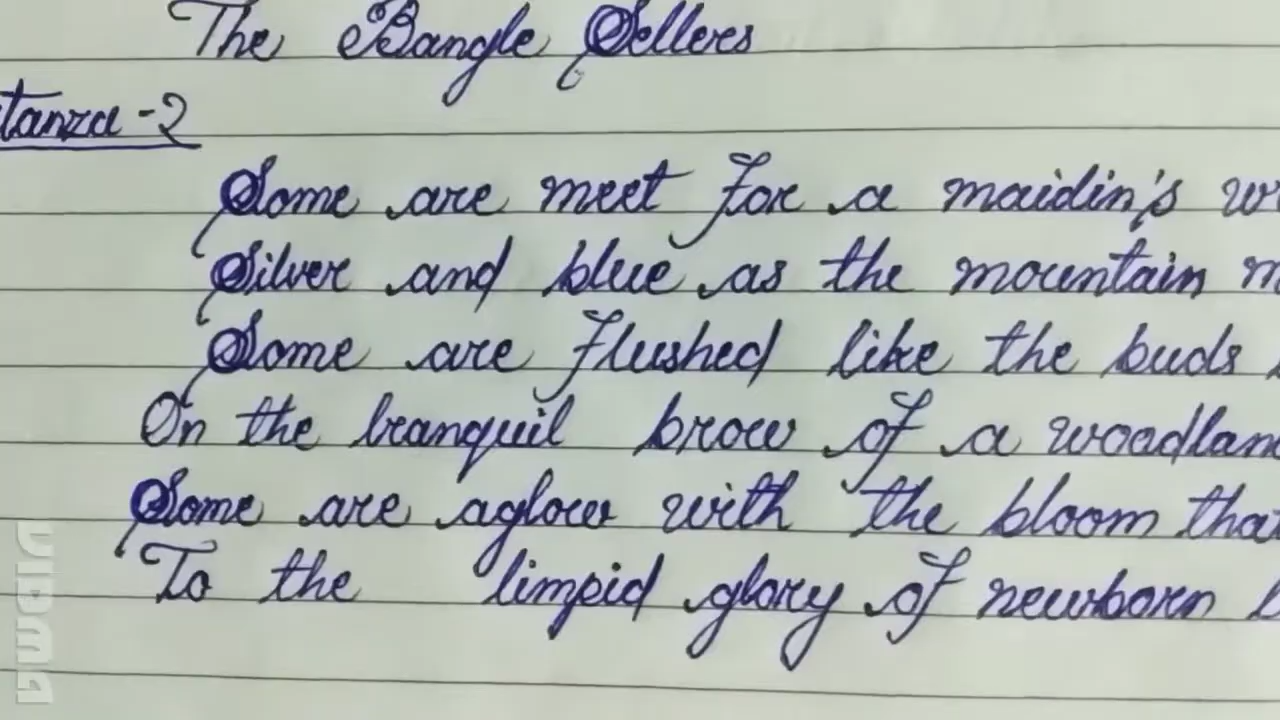 The Bangle Sellers
tanza-2
Some are meet for a maidin's
Silver and blue as the mountain
Some are flushed like the buds
On the tranquil brow of a woodlan
Some are aglow with the bloom tha
To the limpid glory of newborn